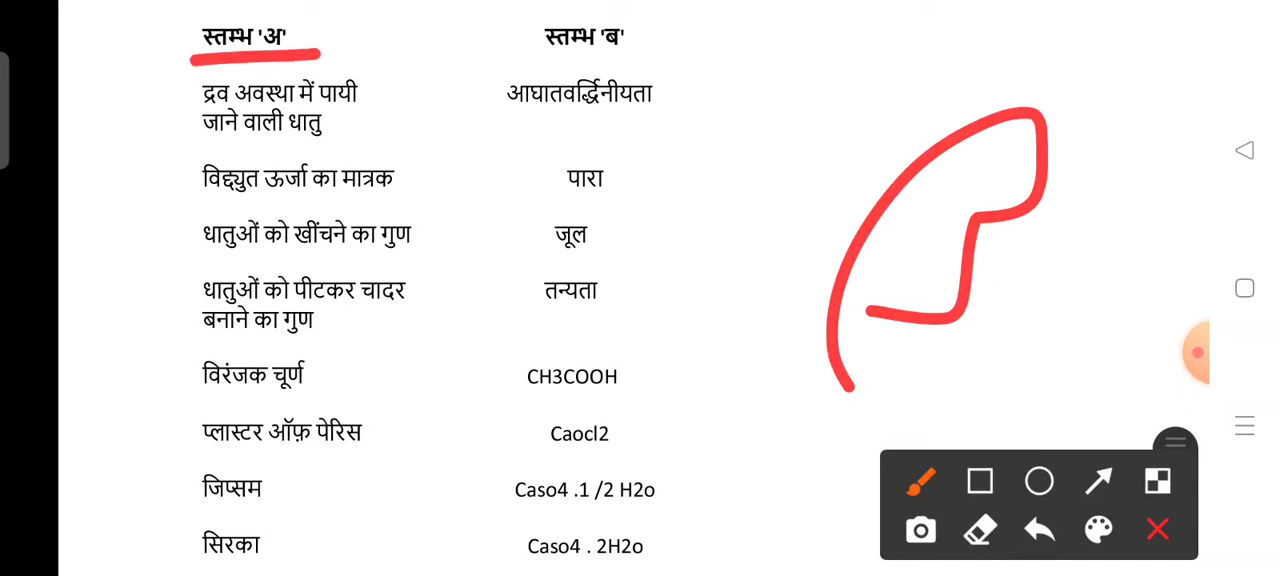 स्तम्भ 'अ' स्तम्भ 'ब'
द्रव अवस्था में पायी आघातवर्द्धिनीयता
जाने वाली धातु
विद्द्युत ऊर्जा का मात्रक पारा
धातुओं को खींचने का गुण जूल
धातुओं को पीटकर चादर तन्यता
बनाने का गुण
विरंजक चूर्ण CH3COOH
प्लास्टर ऑफ़ पेरिस Caocl2
जिप्सम Caso4 .1 /2 H2o
सिरका Caso4 . 2H2o